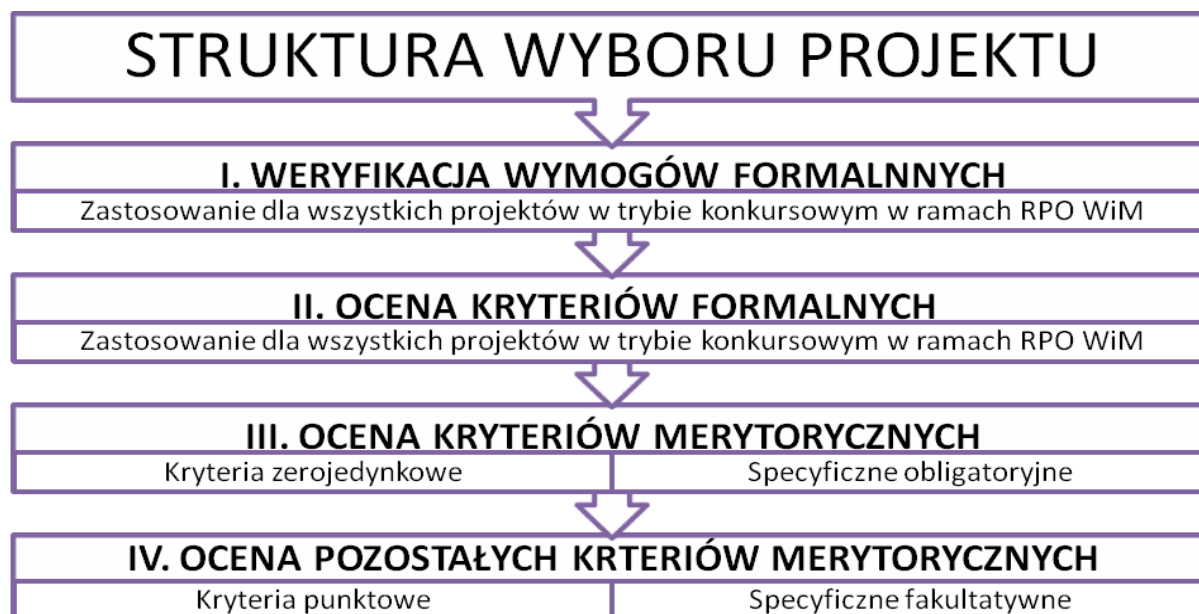 STRUKTURA WYBORU PROJEKTU
I. WERYFIKACJA WYMOGÓW FORMALNNYCH
Zastosowanie dla wszystkich projektów w trybie konkursowym w ramach RPO WiM
II. OCENA KRYTERIÓW FORMALNYCH
Zastosowanie dla wszystkich projektów w trybie konkursowym w ramach RPO WiM
III. OCENA KRYTERIÓW MERYTORYCZNYCH
Kryteria zerojedynkowe Specyficzne obligatoryjne
IV. OCENA POZOSTAŁYCH KRTERIÓW MERYTORYCZNYCH
Kryteria punktowe Specyficzne fakultatywne